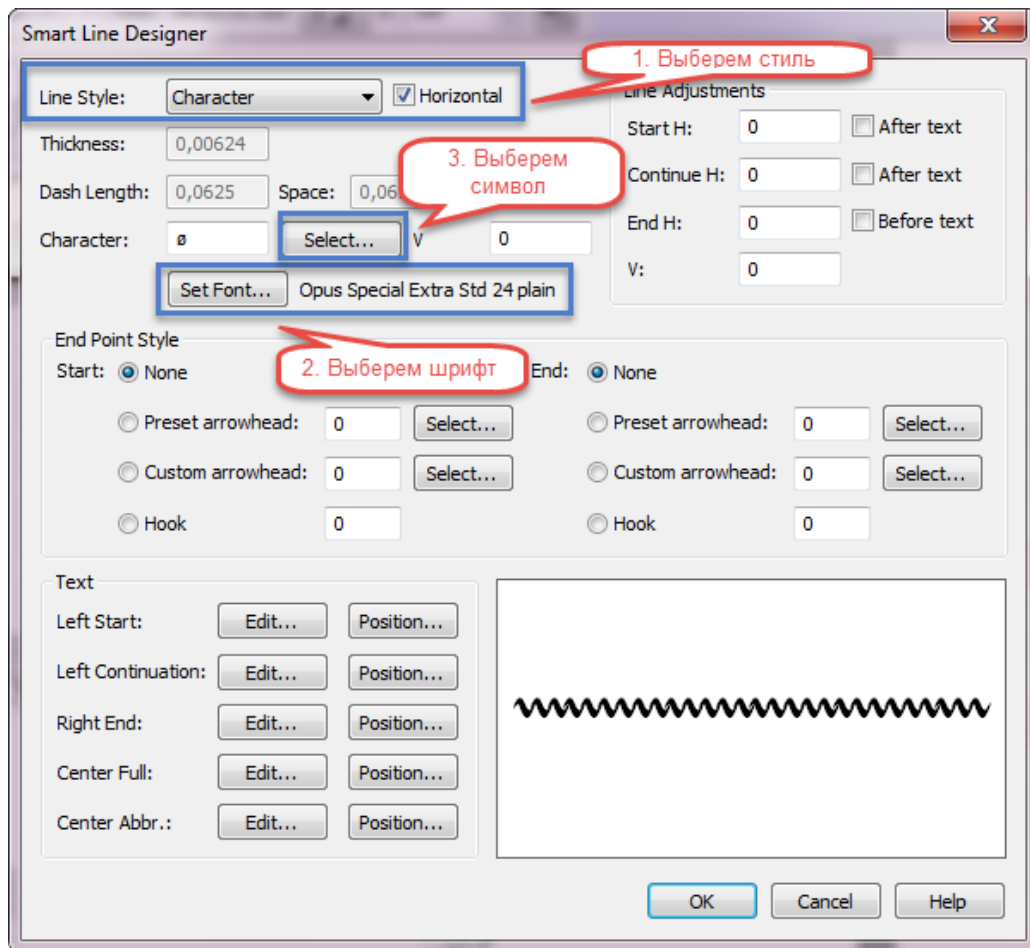 Smart Line Designer
1. Выберем стиль
Line Style: Character Horizontal
Line Adjustments
Thickness: 0,00624
Start H: 0 After text
3. Выберем
символ
Dash Length: 0,0625 Space:
Continue H: 0 After text
Character: ø Select... V 0
End H: 0 Before text
Set Font... Opus Special Extra Std 24 plain
V: 0
End Point Style
2. Выберем шрифт
Start: None End: None
Preset arrowhead: 0 Select... Preset arrowhead: 0 Select...
Custom arrowhead: 0 Select... Custom arrowhead: 0 Select...
Hook 0 Hook 0
Text
Left Start: Edit... Position...
Left Continuation: Edit... Position...
Right End: Edit... Position...
Center Full: Edit... Position...
Center Abbr.: Edit... Position...
OK Cancel Help